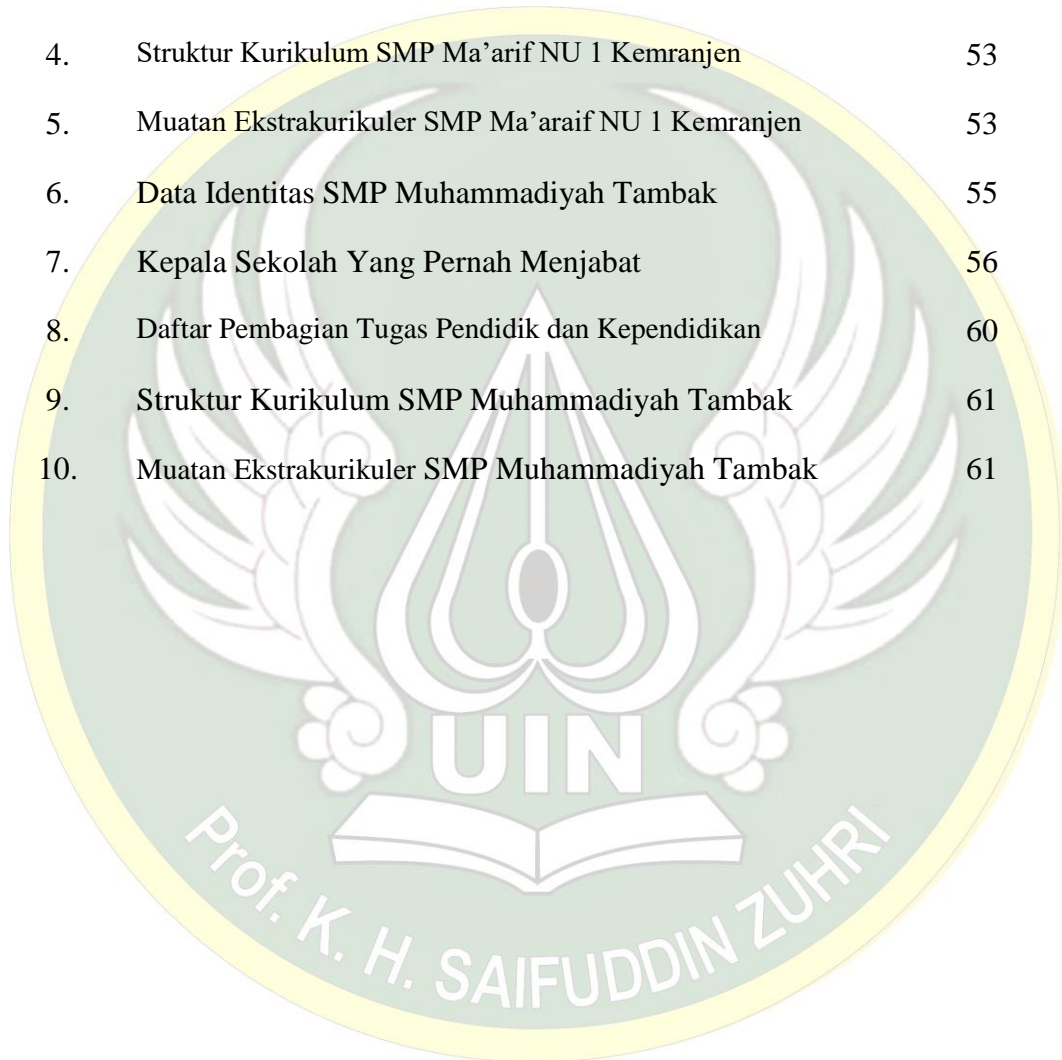 4. Struktur Kurikulum SMP Ma’arif NU 1 Kemranjen 53
5. Muatan Ekstrakurikuler SMP Ma’araif NU 1 Kemranjen 53
6. Data Identitas SMP Muhammadiyah Tambak 55
7. Kepala Sekolah Yang Pernah Menjabat 56
8. Daftar Pembagian Tugas Pendidik dan Kependidikan 60
9. Struktur Kurikulum SMP Muhammadiyah Tambak 61
10. Muatan Ekstrakurikuler SMP Muhammadiyah Tambak 61
UIN
Prof. K. H. SAIFUDDIN ZUHRI